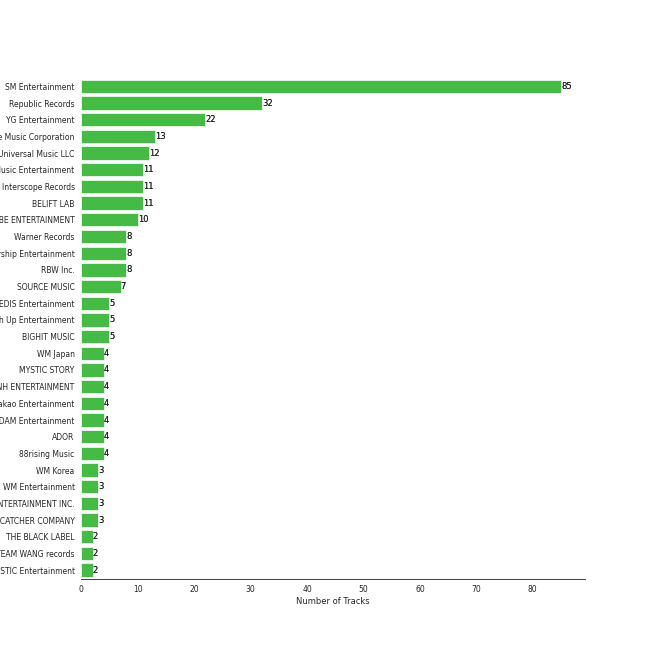 SM Entertainment 85
Republic Records 32
YG Entertainment 22
Music Corporation 13
Universal Music LLC 12
Music Entertainment 11
Interscope Records 11
BELIFT LAB 11
BE ENTERTAINMENT 10
Warner Records 8
rship Entertainment 8
RBW Inc. 8
SOURCE MUSIC 7
EDIS Entertainment 5
h Up Entertainment 5
BIGHIT MUSIC 5
WM Japan 4
MYSTIC STORY 4
NH ENTERTAINMENT 4
akao Entertainment 4
DAM Entertainment 4
ADOR 4
88rising Music 4
WM Korea 3
WM Entertainment 3
NTERTAINMENT INC. 3
CATCHER COMPANY 3
THE BLACK LABEL 2
TEAM WANG records 2
STIC Entertainment 2
0 10 20 30 40 50 60 70 80
Number of Tracks